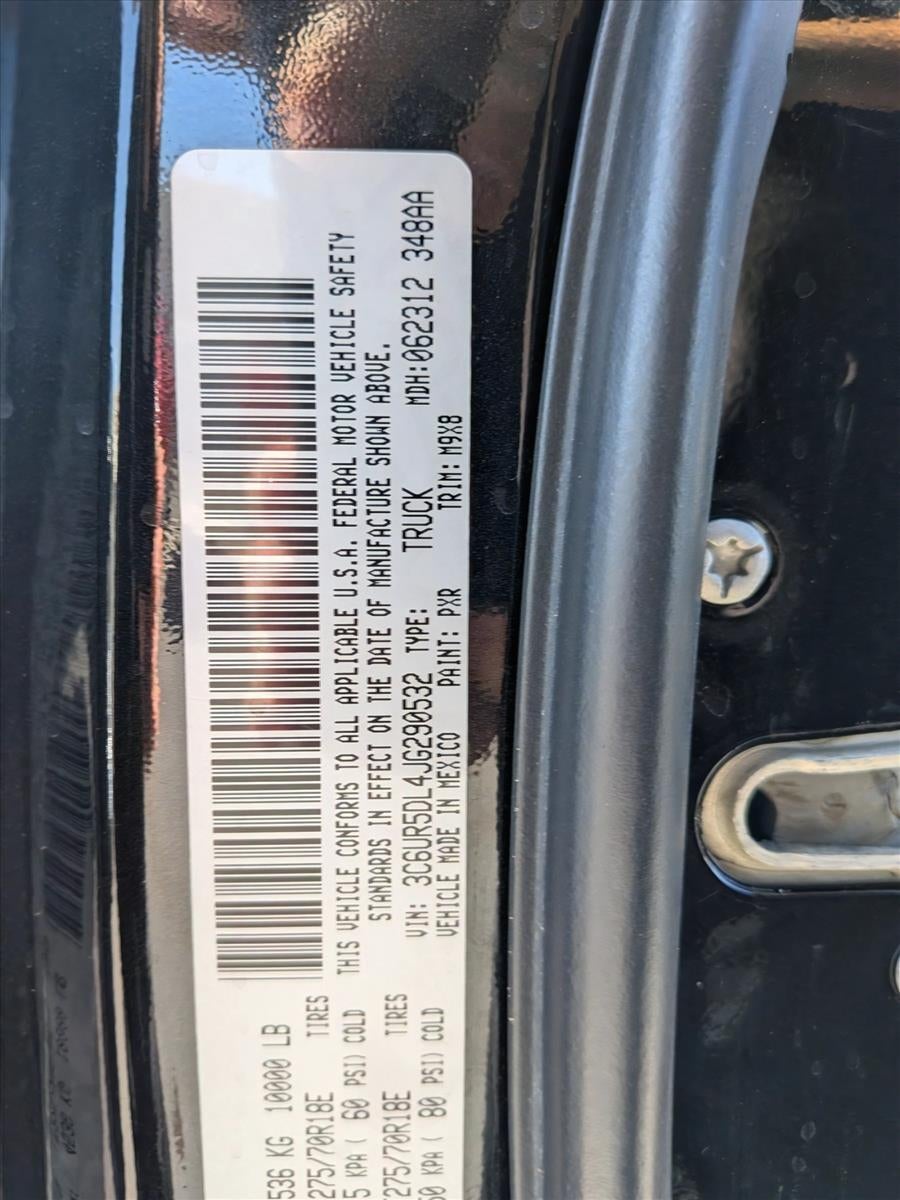 536 KG 10000 LB
275/70R18E TIRES
5 KPA ( 60 PSI) COLD
275/70R18E TIRES
50 KPA ( 80 PSI) COLD
THIS VEHICLE CONFORMS TO ALL APPLICABLE U.S.A. FEDERAL MOTOR VEHICLE SAFETY
STANDARDS IN EFFECT ON THE DATE OF MANUFACTURE SHOWN ABOVE.
VIN: 3C6UR5DL4JG290532 TYPE: TRUCK MDH:062312 348AA
VEHICLE MADE IN MEXICO PAINT: PXR TRIM: M9X8